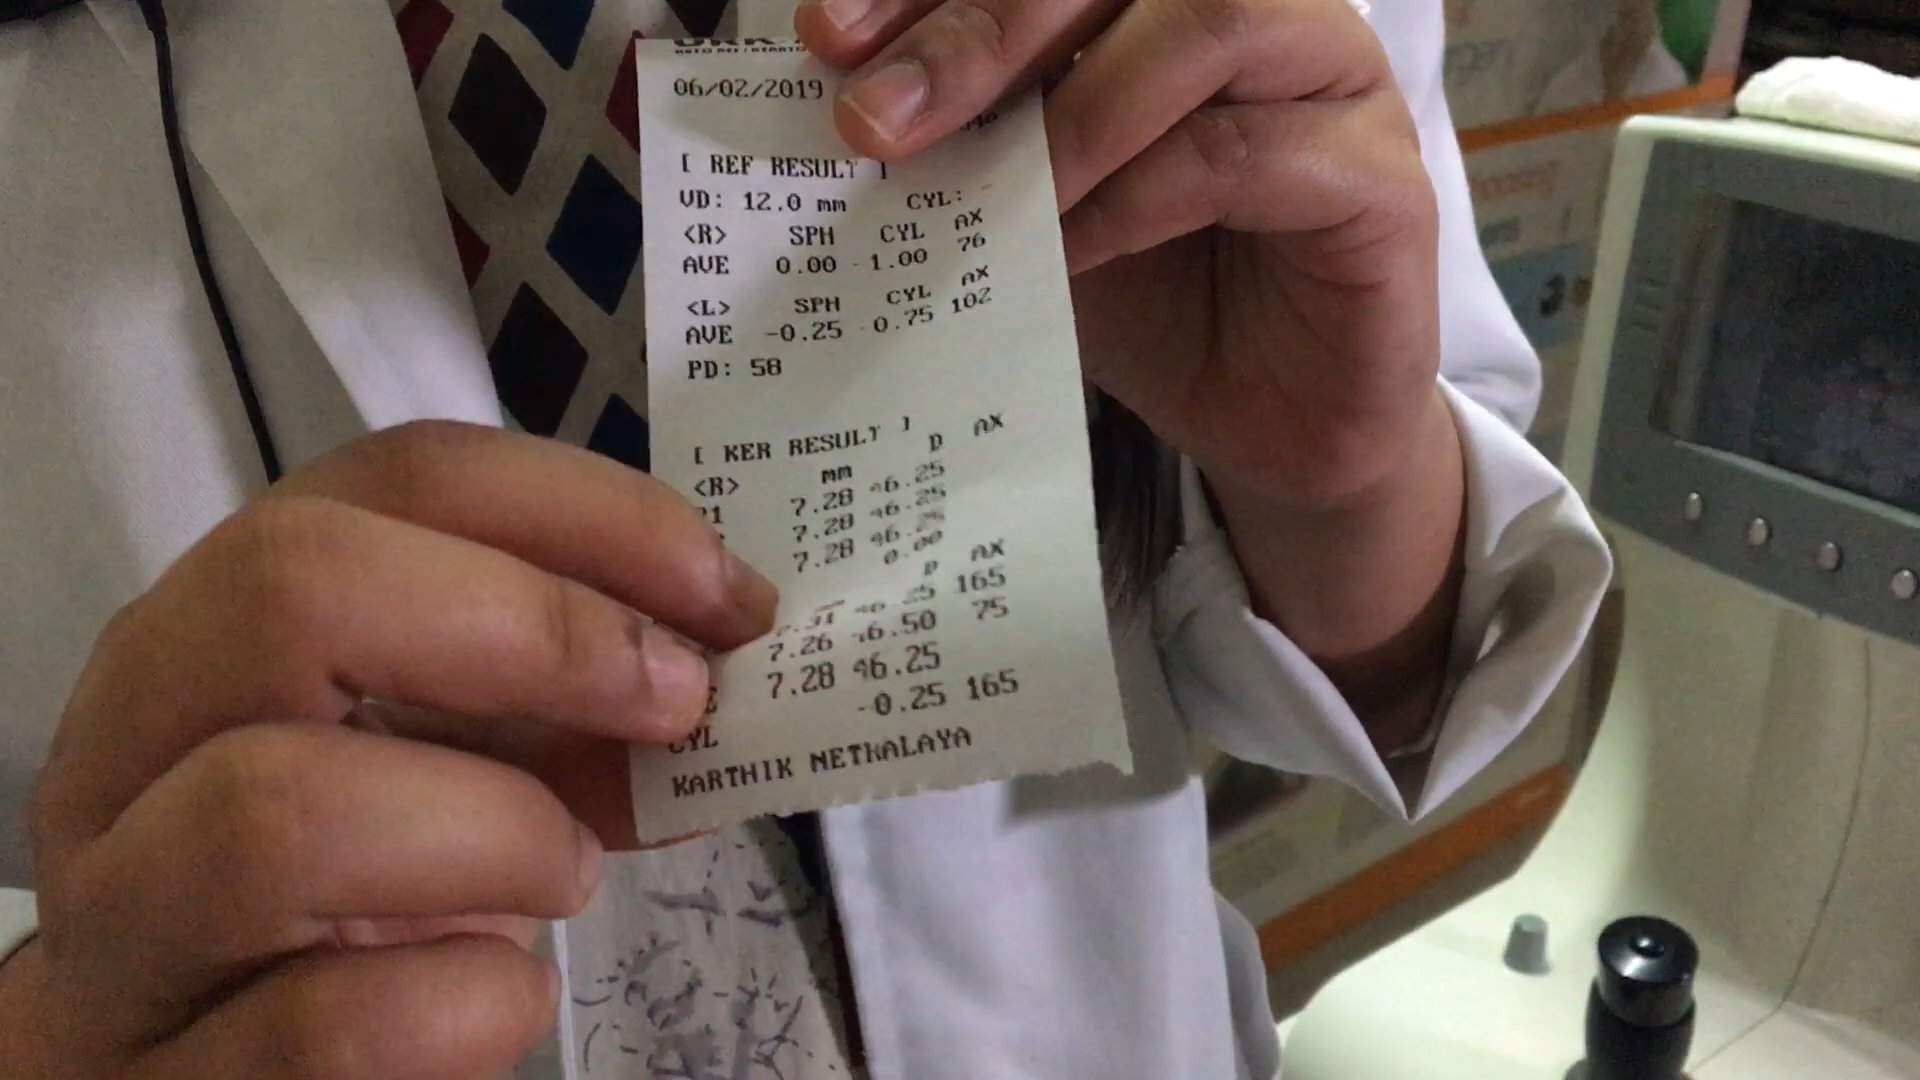 06/02/2019
[ REF RESULT ]
VD: 12.0 mm CYL: -
<R> SPH CYL AX
AVE 0.00 -1.00 76
<L> SPH CYL AX
AVE -0.25 -0.75 102
PD: 58
[ KER RESULT ]
<R> mm D AX
7.28 46.25
7.28 46.25
7.28 46.25
0.00
D AX
46.25 165
7.26 46.50 75
7.28 46.25
CYL -0.25 165
KARTHIK NETHALAYA